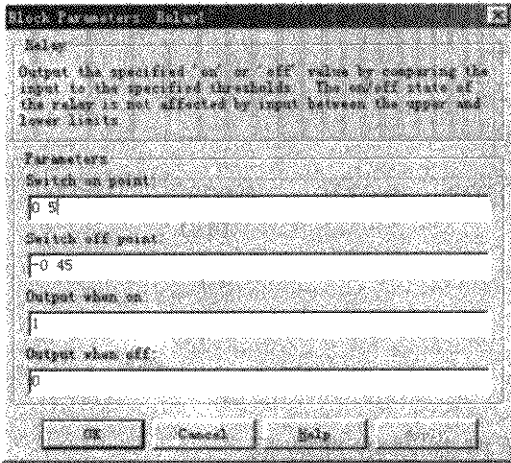 Block Parameters: Relay1
Relay
Output the specified 'on' or 'off' value by comparing the
input to the specified thresholds. The on/off state of
the relay is not affected by input between the upper and
lower limits.
Parameters
Switch on point:
0 5
Switch off point:
-0 45
Output when on:
1
Output when off:
0
OK
Cancel
Help